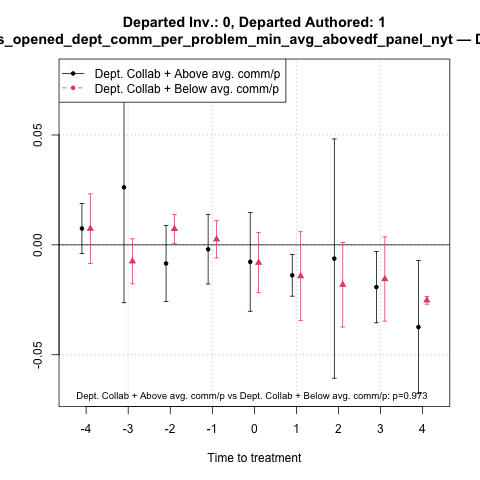 Departed Inv.: 0, Departed Authored: 1
s_opened_dept_comm_per_problem_min_avg_abovedf_panel_nyt — D
Dept. Collab + Above avg. comm/p
Dept. Collab + Below avg. comm/p
0.05
0.00
-0.05
Dept. Collab + Above avg. comm/p vs Dept. Collab + Below avg. comm/p: p=0.973
-4 -3 -2 -1 0 1 2 3 4
Time to treatment